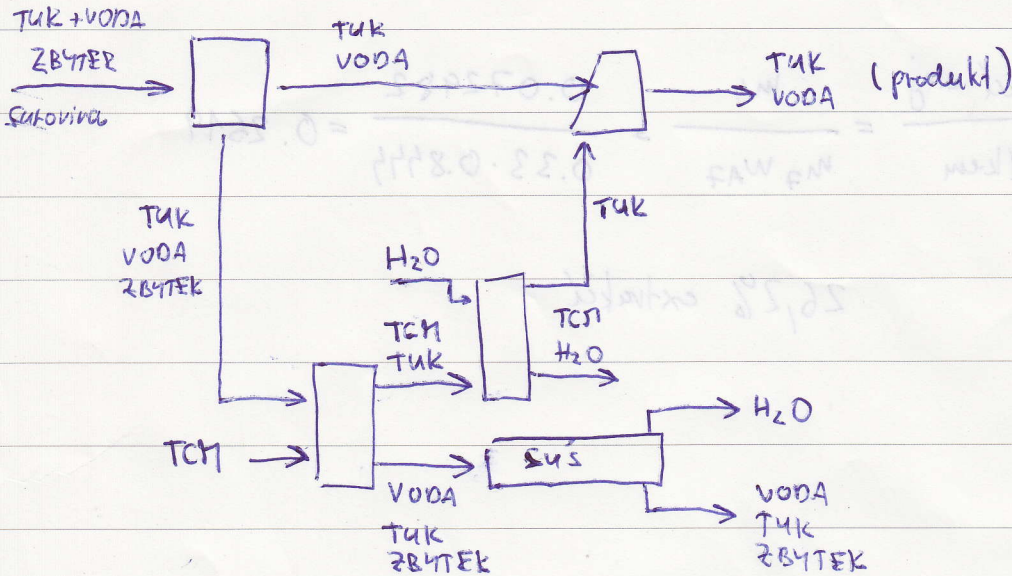 TUK + VODA
ZBYTEK
Surovina
TUK
VODA
TUK
VODA
(produkt)
TUK
VODA
ZBYTEK
TUK
H₂O
TCM
TUK
TCM
H₂O
TCM
SUŠ
H₂O
VODA
TUK
ZBYTEK
VODA
TUK
ZBYTEK